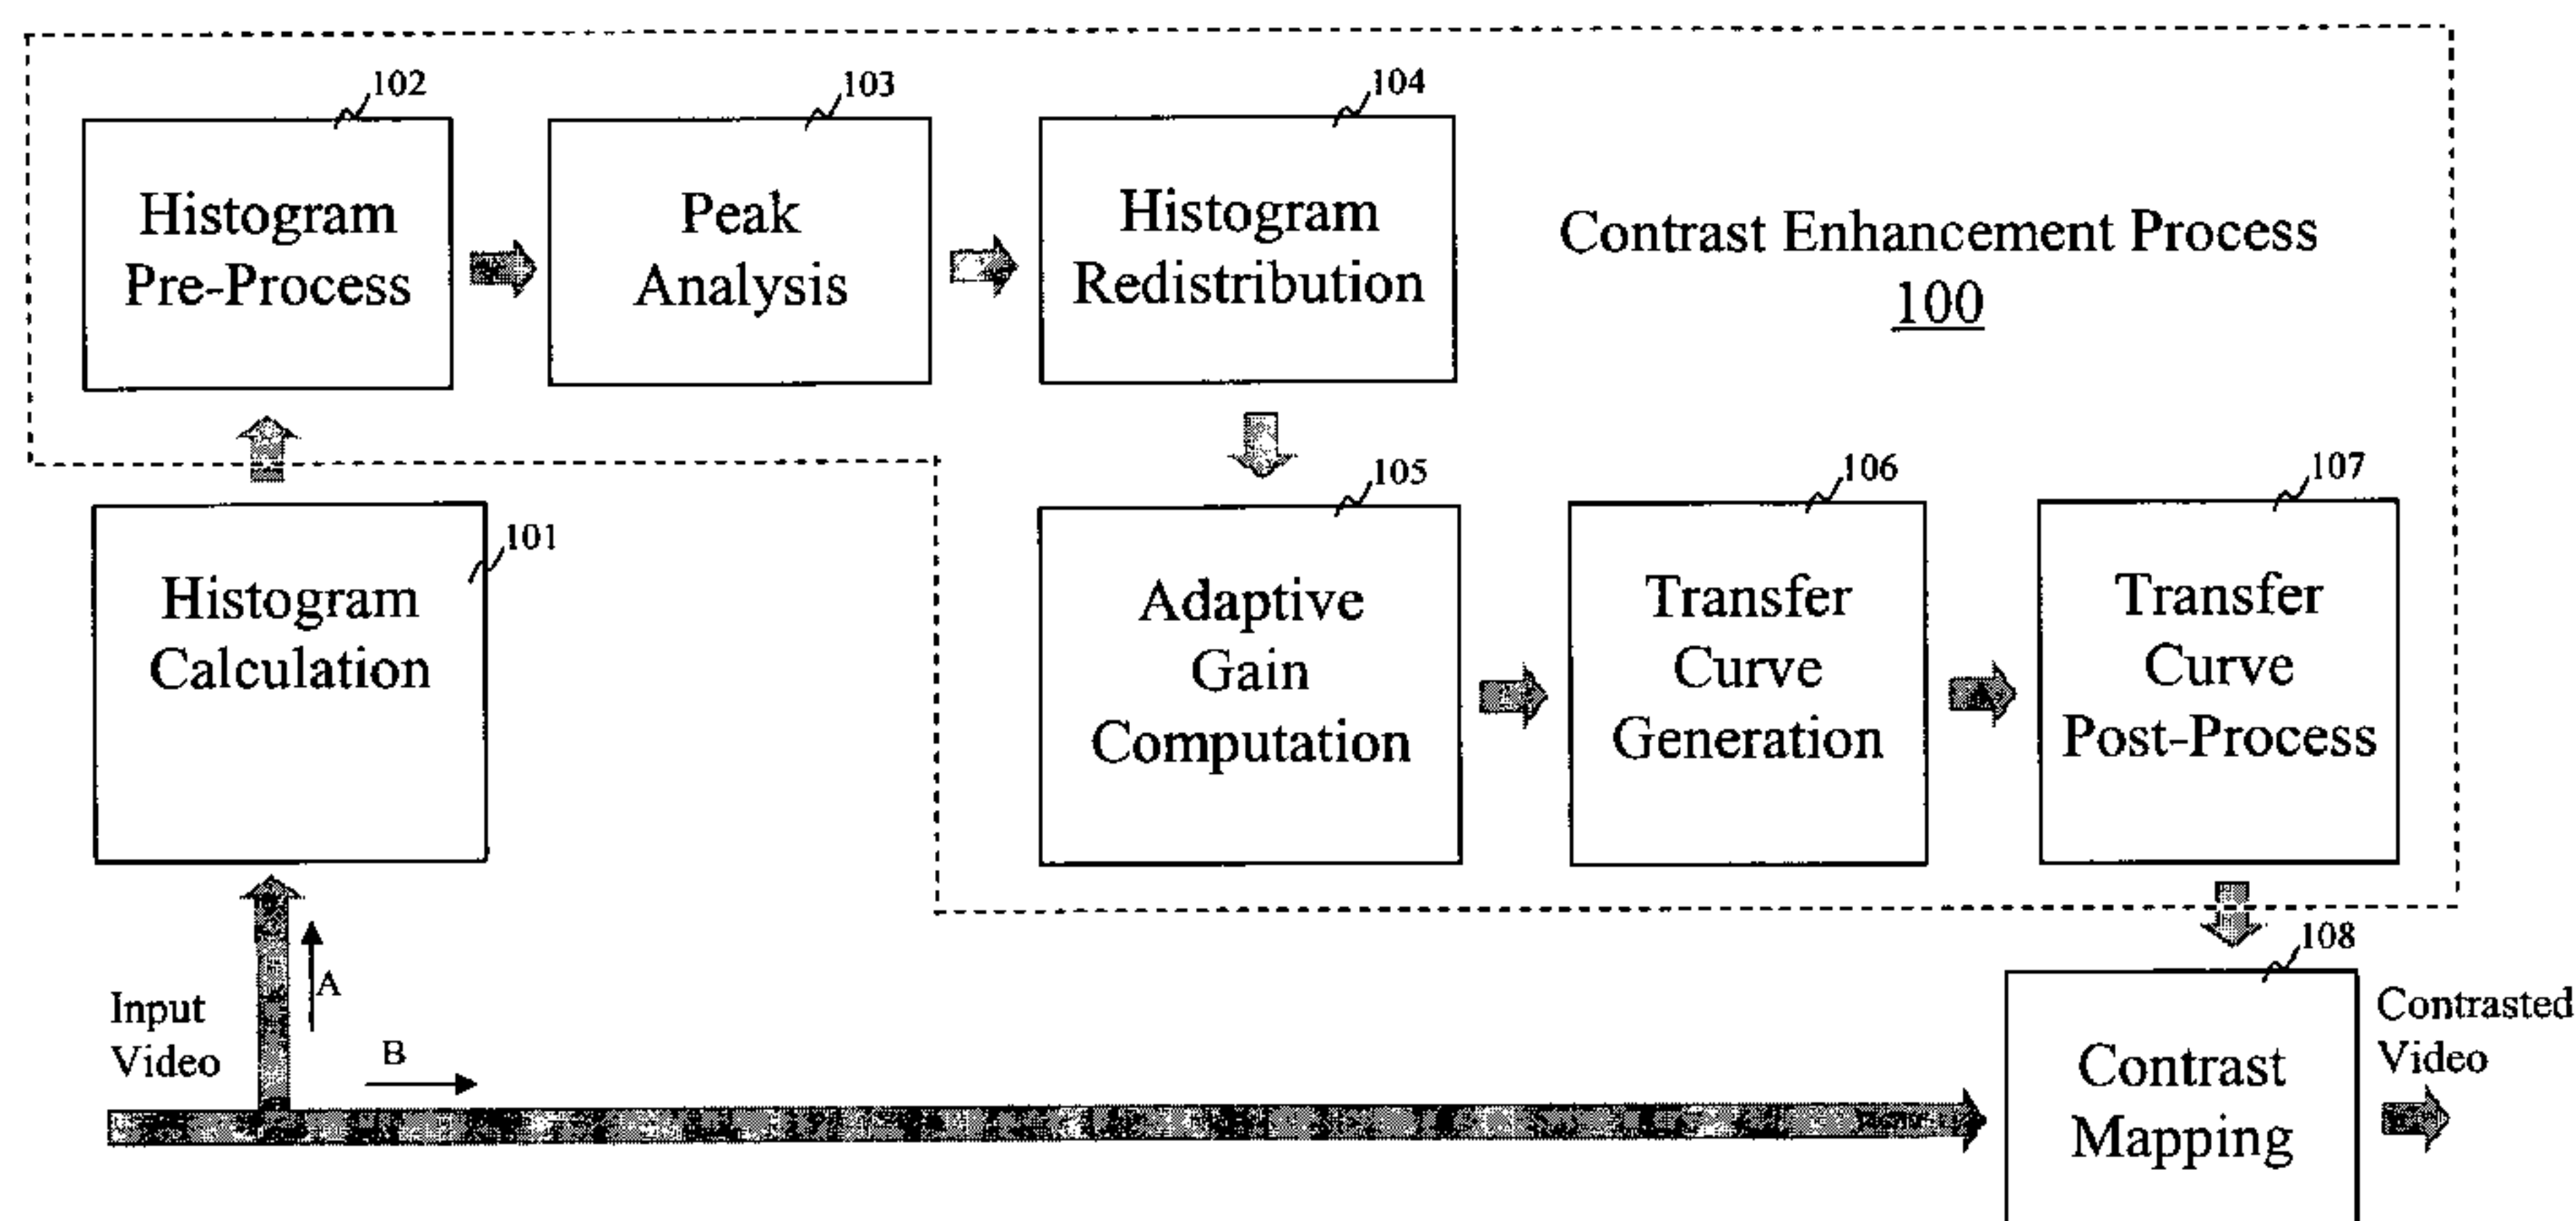 102
103
104
Histogram
Pre-Process
Peak
Analysis
Histogram
Redistribution
Contrast Enhancement Process
100
101
Histogram
Calculation
105
106
107
Adaptive
Gain
Computation
Transfer
Curve
Generation
Transfer
Curve
Post-Process
Input
Video
A
B
108
Contrast
Mapping
Contrasted
Video